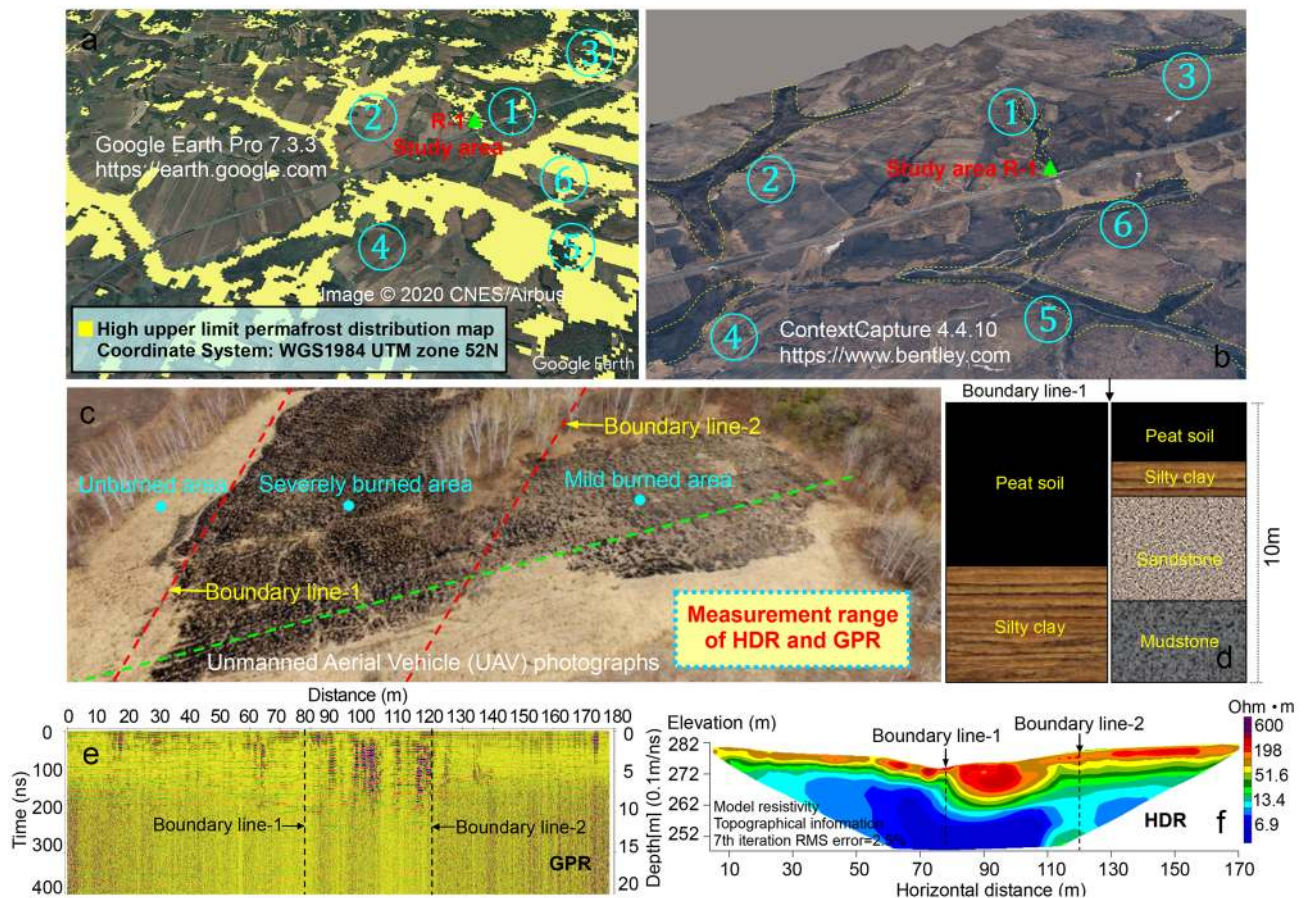 a
3
2
1
R-1
Study area
Google Earth Pro 7.3.3
https://earth.google.com
6
4
5
Image © 2020 CNES/Airbus
High upper limit permafrost distribution map
Coordinate System: WGS1984 UTM zone 52N
Google Earth
3
1
2
Study area R-1
6
4
5
ContextCapture 4.4.10
https://www.bentley.com
b
c
Boundary line-2
Unburned area
Severely burned area
Mild burned area
Boundary line-1
Measurement range
of HDR and GPR
Unmanned Aerial Vehicle (UAV) photographs
Boundary line-1
Peat soil
Peat soil
Silty clay
Sandstone
Silty clay
Mudstone
d
10m
Distance (m)
0 10 20 30 40 50 60 70 80 90 100 110 120 130 140 150 160 170 180
e
0
100
200
300
400
Time (ns)
Boundary line-1
Boundary line-2
GPR
0
5
10
15
20
Depth[m] (0.1m/ns)
Elevation (m)
282
272
262
252
Boundary line-1
Boundary line-2
Model resistivity
Topographical information
7th iteration RMS error=2.
HDR
f
Ohm • m
600
198
51.6
13.4
6.9
10 30 50 70 90 110 130 150 170
Horizontal distance (m)